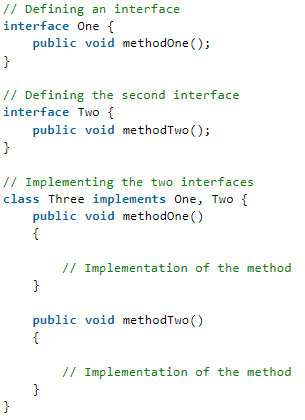 // Defining an interface
interface One {
    public void methodOne();
}

// Defining the second interface
interface Two {
    public void methodTwo();
}

// Implementing the two interfaces
class Three implements One, Two {
    public void methodOne()
    {

        // Implementation of the method
    }

    public void methodTwo()
    {

        // Implementation of the method
    }
}